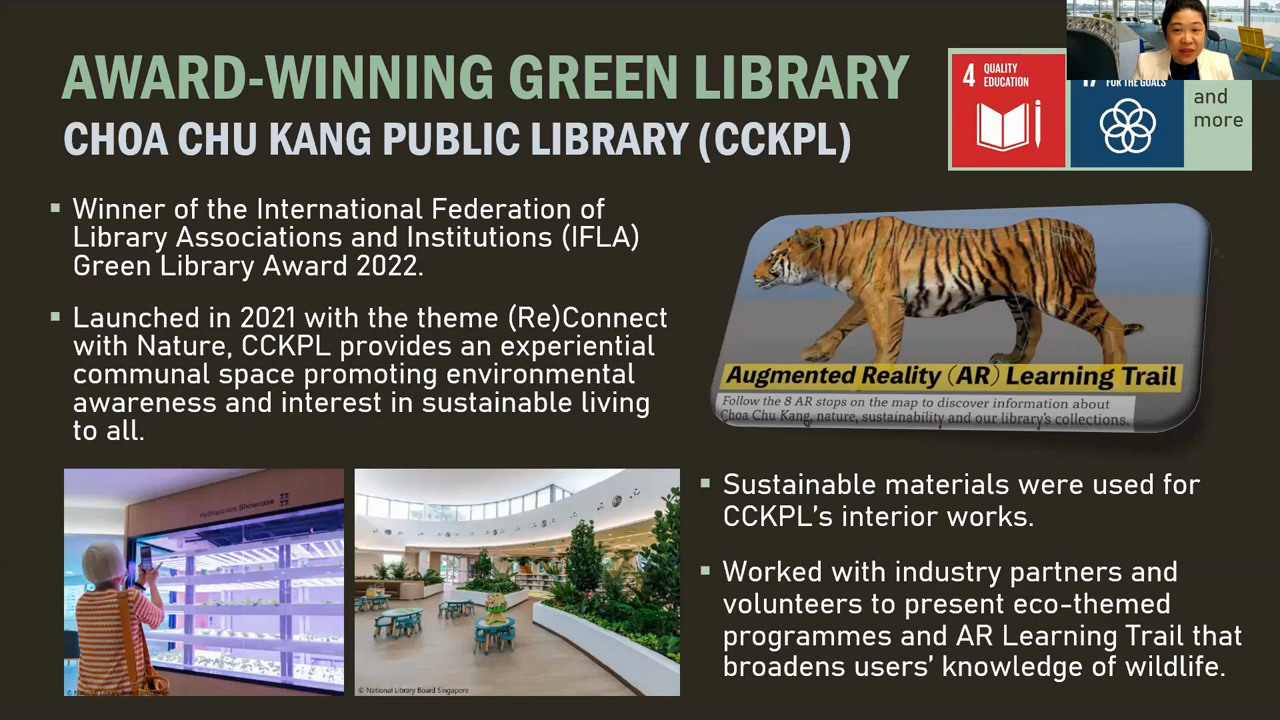 AWARD-WINNING GREEN LIBRARY
CHOA CHU KANG PUBLIC LIBRARY (CCKPL)
4 QUALITY
EDUCATION
FOR THE GOALS
and
more
▪ Winner of the International Federation of
Library Associations and Institutions (IFLA)
Green Library Award 2022.
▪ Launched in 2021 with the theme (Re)Connect
with Nature, CCKPL provides an experiential
communal space promoting environmental
awareness and interest in sustainable living
to all.
Augmented Reality (AR) Learning Trail
Follow the 8 AR stops on the map to discover information about
Choa Chu Kang, nature, sustainability and our library's collections.
Hydroponics Showcase
© National Library Board Singapore
▪ Sustainable materials were used for
CCKPL's interior works.
▪ Worked with industry partners and
volunteers to present eco-themed
programmes and AR Learning Trail that
broadens users' knowledge of wildlife.